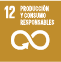 12 PRODUCCIÓN
Y CONSUMO
RESPONSABLES